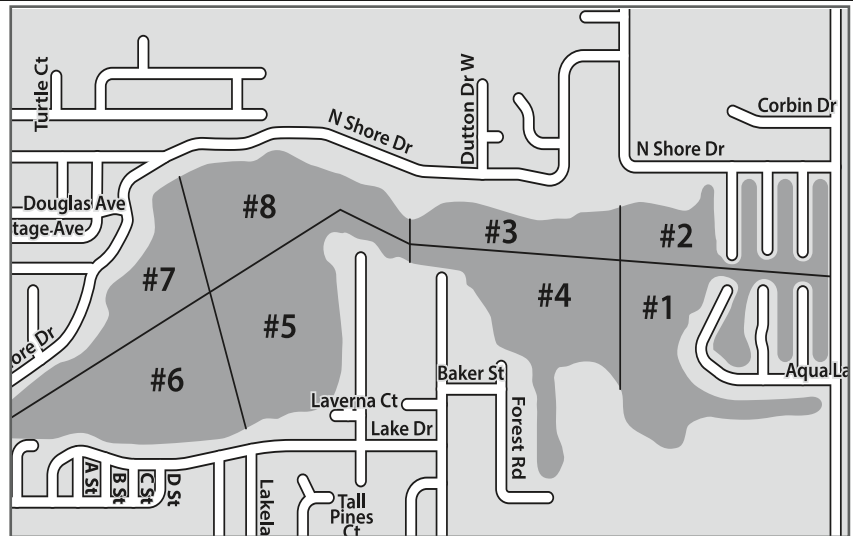 Turtle Ct
N Shore Dr
Dutton Dr W
Corbin Dr
N Shore Dr
Douglas Ave
tage Ave
#8
#3
#2
#7
#4
#1
#5
ore Dr
#6
Baker St
Aqua La
Laverna Ct
Forest Rd
Lake Dr
A St
B St
C St
D St
Lakela
Tall
Pines
Ct